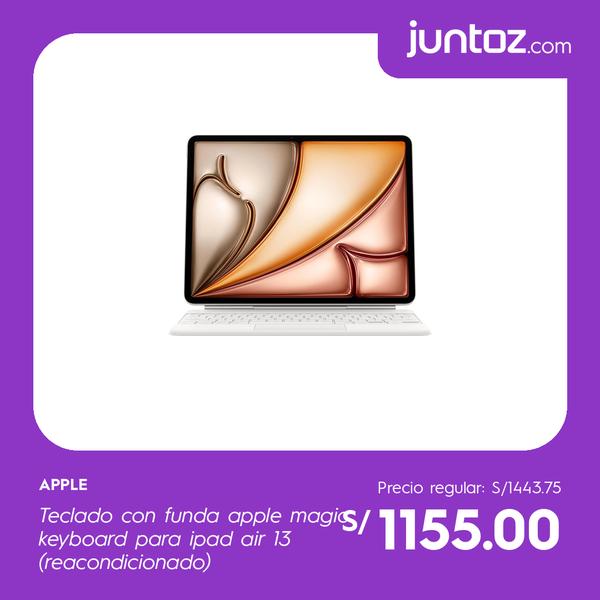 juntoz.com
APPLE
Teclado con funda apple magic
keyboard para ipad air 13
(reacondicionado)
Precio regular: S/1443.75
S/ 1155.00